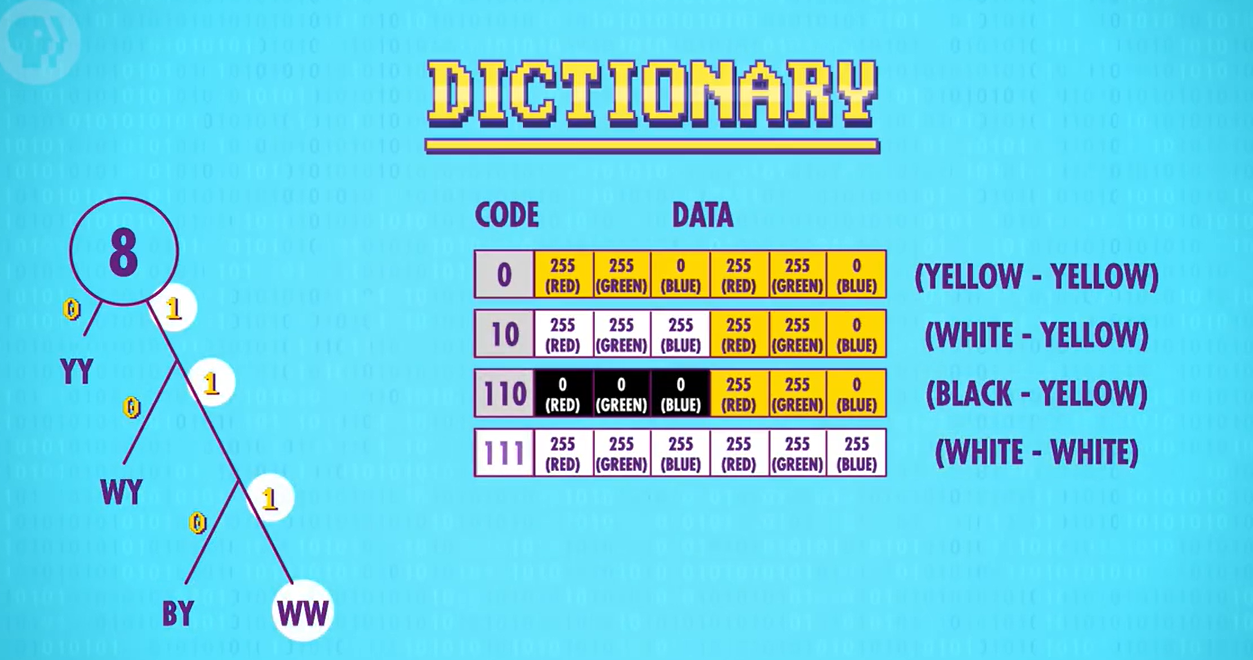 DICTIONARY
CODE DATA
0 255 (RED) 255 (GREEN) 0 (BLUE) 255 (RED) 255 (GREEN) 0 (BLUE) (YELLOW - YELLOW)
10 255 (RED) 255 (GREEN) 255 (BLUE) 255 (RED) 255 (GREEN) 0 (BLUE) (WHITE - YELLOW)
110 0 (RED) 0 (GREEN) 0 (BLUE) 255 (RED) 255 (GREEN) 0 (BLUE) (BLACK - YELLOW)
111 255 (RED) 255 (GREEN) 255 (BLUE) 255 (RED) 255 (GREEN) 255 (BLUE) (WHITE - WHITE)
8
0 1
YY
0 1
WY
0 1
BY WW